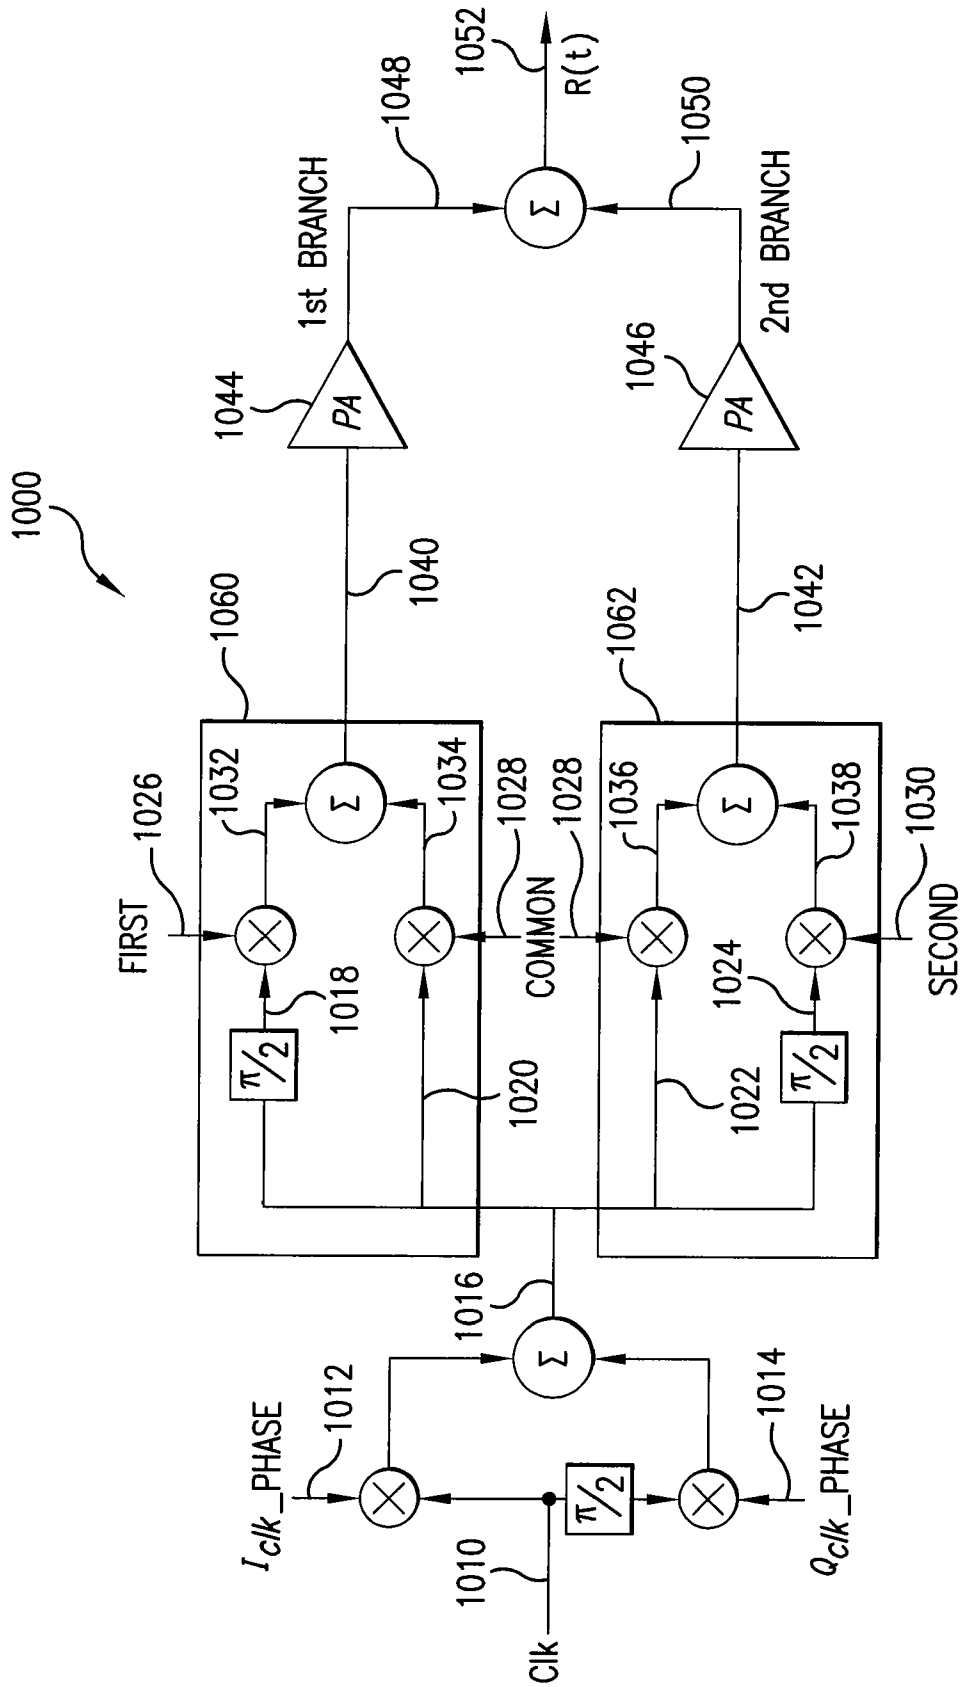 1000
Clk
1010
I clk_PHASE
1012
π/2
Q clk_PHASE
1014
Σ
1016
1060
FIRST
1026
π/2
1018
1032
1020
1034
Σ
1028
COMMON
1028
1062
1022
1036
π/2
1024
1038
Σ
SECOND
1030
1040
1042
PA
1044
1st BRANCH
1048
PA
1046
2nd BRANCH
1050
Σ
1052
R(t)